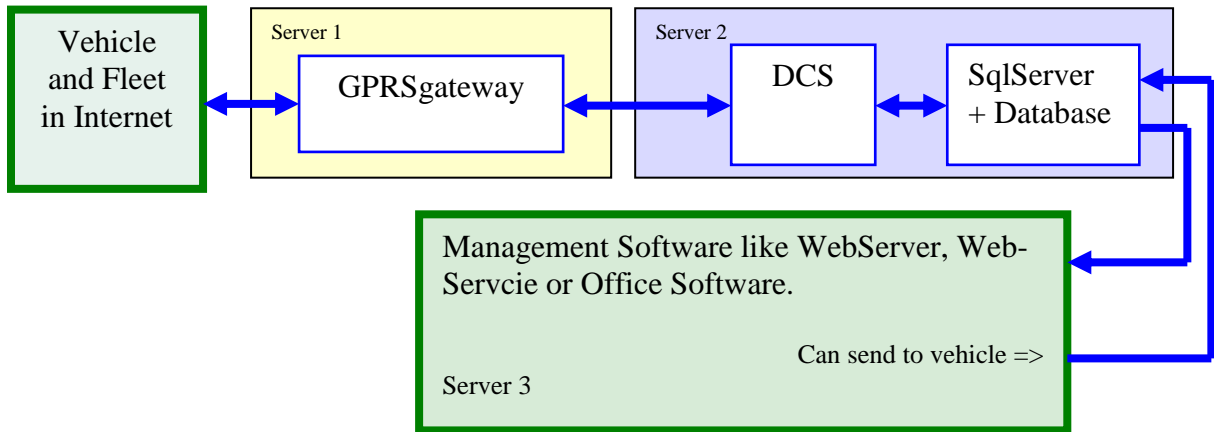 Vehicle
and Fleet
in Internet
Server 1
GPRSgateway
Server 2
DCS
SqlServer
+ Database
Management Software like WebServer, Web-
Servcie or Office Software.
Can send to vehicle =>
Server 3